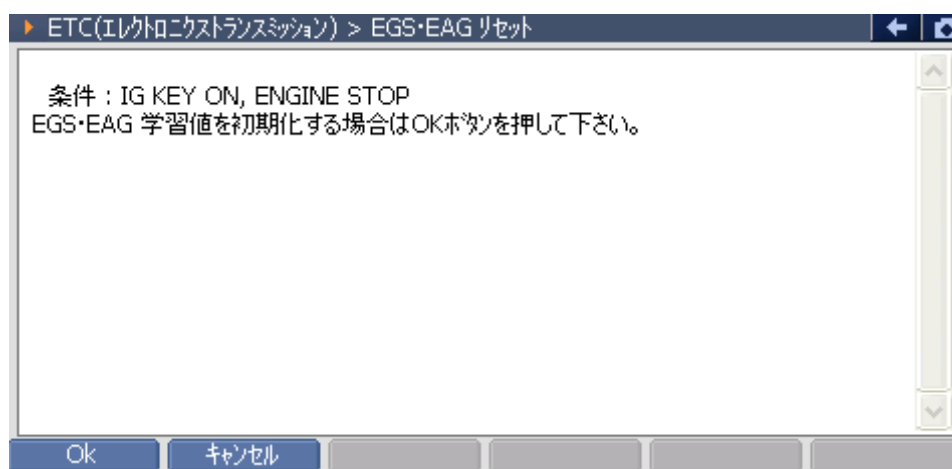 ETC(ｴﾚｸﾄﾛﾆｸｽﾄﾗﾝｽﾐｯｼｮﾝ) > EGS･EAG ﾘｾｯﾄ
条件：IG KEY ON, ENGINE STOP
EGS･EAG 学習値を初期化する場合はOKﾎﾞﾀﾝを押して下さい。
Ok
ｷｬﾝｾﾙ